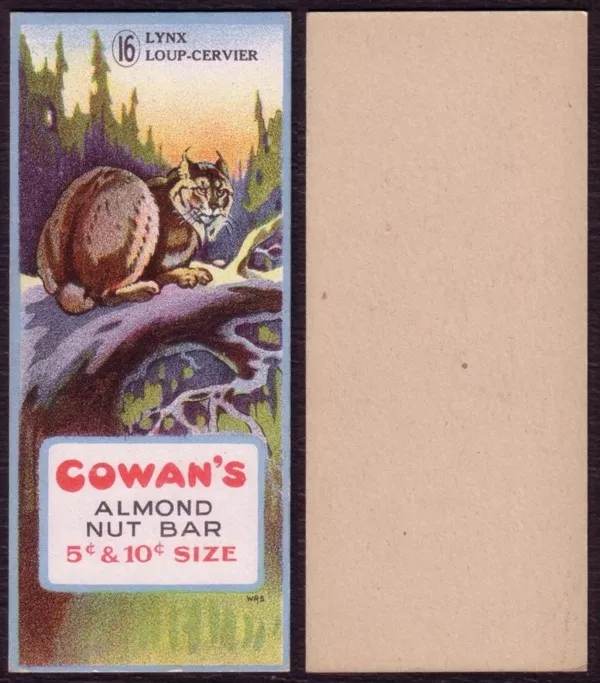 16 LYNX
LOUP-CERVIER
COWAN'S
ALMOND
NUT BAR
5¢ & 10¢ SIZE
WRS